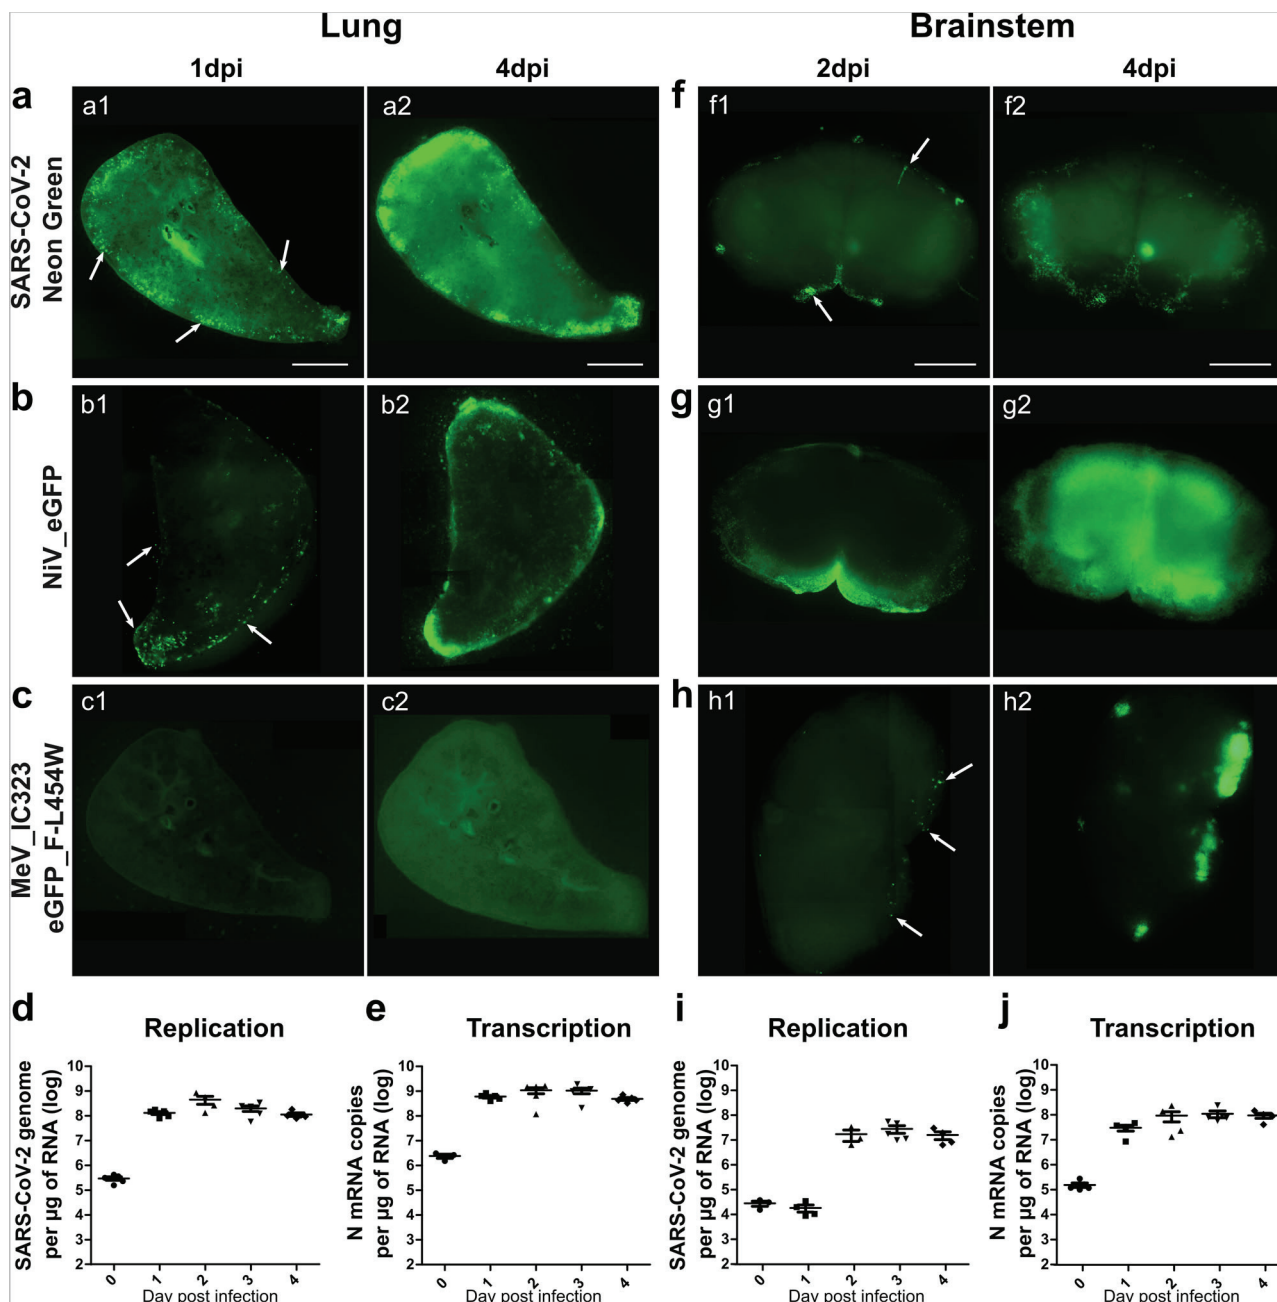 Lung
Brainstem
1dpi
4dpi
2dpi
4dpi
a
SARS-CoV-2
Neon Green
a1
a2
f
f1
f2
b
NiV_eGFP
b1
b2
g
g1
g2
c
MeV_IC323
eGFP_F-L454W
c1
c2
h
h1
h2
d
Replication
SARS-CoV-2 genome
per µg of RNA (log)
10
9
8
7
6
5
4
3
2
0 1 2 3 4
Day post infection
e
Transcription
N mRNA copies
per µg of RNA (log)
10
9
8
7
6
5
4
3
2
0 1 2 3 4
Day post infection
i
Replication
SARS-CoV-2 genome
per µg of RNA (log)
10
9
8
7
6
5
4
3
2
0 1 2 3 4
Day post infection
j
Transcription
N mRNA copies
per µg of RNA (log)
10
9
8
7
6
5
4
3
2
0 1 2 3 4
Day post infection